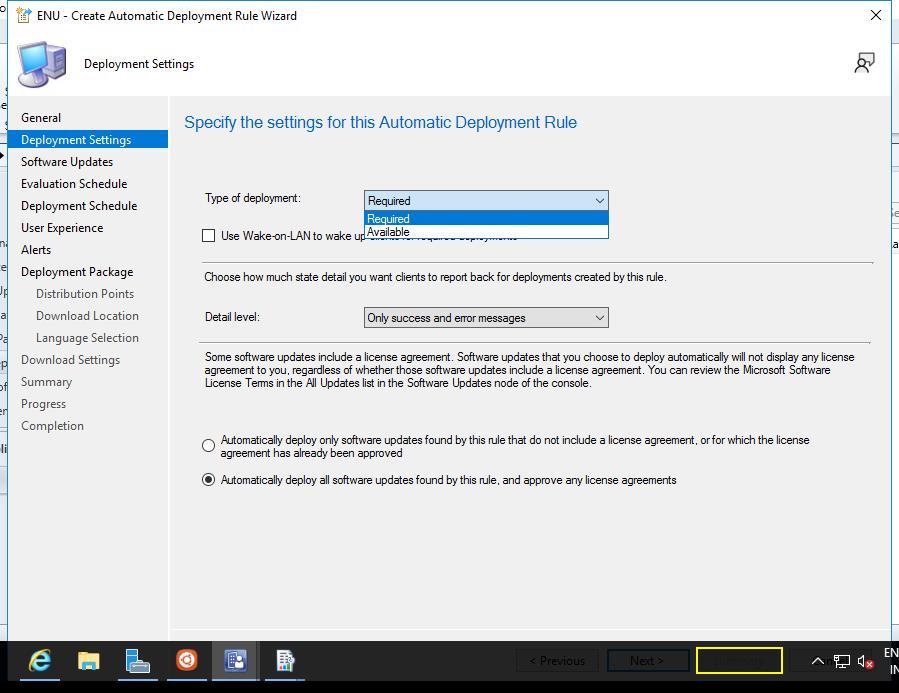 ENU - Create Automatic Deployment Rule Wizard
Deployment Settings
General
Deployment Settings
Software Updates
Evaluation Schedule
Deployment Schedule
User Experience
Alerts
Deployment Package
Distribution Points
Download Location
Language Selection
Download Settings
Summary
Progress
Completion
Specify the settings for this Automatic Deployment Rule
Type of deployment:
Required
Required
Available
Use Wake-on-LAN to wake up clients for required deployments
Choose how much state detail you want clients to report back for deployments created by this rule.
Detail level:
Only success and error messages
Some software updates include a license agreement. Software updates that you choose to deploy automatically will not display any license
agreement to you, regardless of whether those software updates include a license agreement. You can review the Microsoft Software
License Terms in the All Updates list in the Software Updates node of the console.
Automatically deploy only software updates found by this rule that do not include a license agreement, or for which the license
agreement has already been approved
Automatically deploy all software updates found by this rule, and approve any license agreements
< Previous
Next >